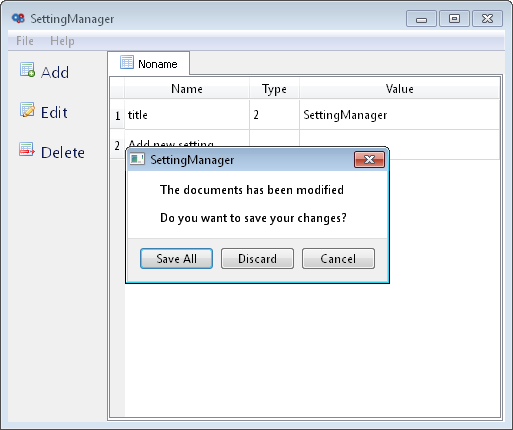 SettingManager
File Help
Add
Edit
Delete
Noname
Name Type Value
1 title 2 SettingManager
2 Add new setting
SettingManager
The documents has been modified
Do you want to save your changes?
Save All Discard Cancel